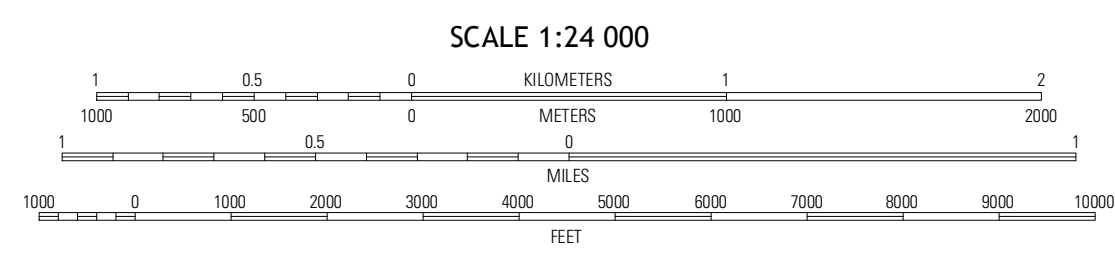 SCALE 1:24 000
1 0.5 0 KILOMETERS 1 2
1000 500 0 METERS 1000 2000
1 0.5 0 1
MILES
1000 0 1000 2000 3000 4000 5000 6000 7000 8000 9000 10000
FEET